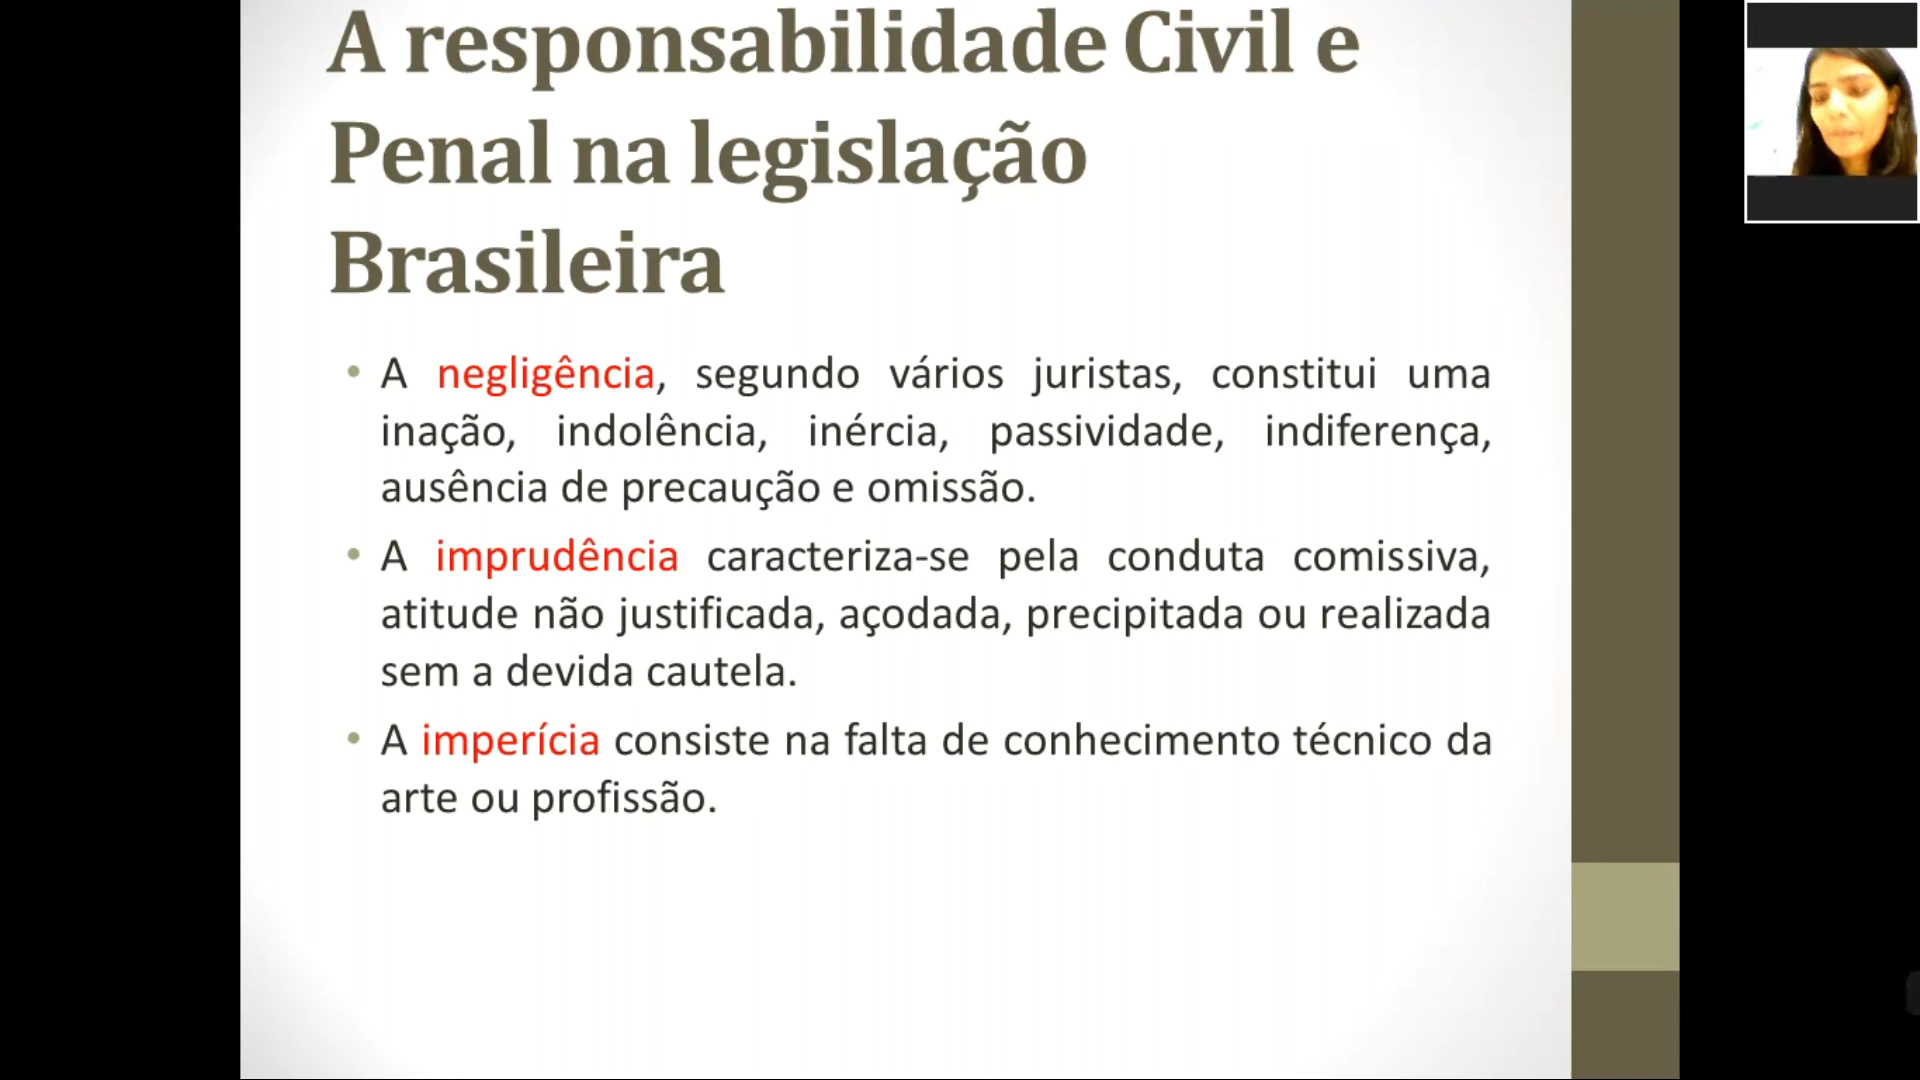 A responsabilidade Civil e
Penal na legislação
Brasileira
• A negligência, segundo vários juristas, constitui uma
inação, indolência, inércia, passividade, indiferença,
ausência de precaução e omissão.
• A imprudência caracteriza-se pela conduta comissiva,
atitude não justificada, açodada, precipitada ou realizada
sem a devida cautela.
• A imperícia consiste na falta de conhecimento técnico da
arte ou profissão.